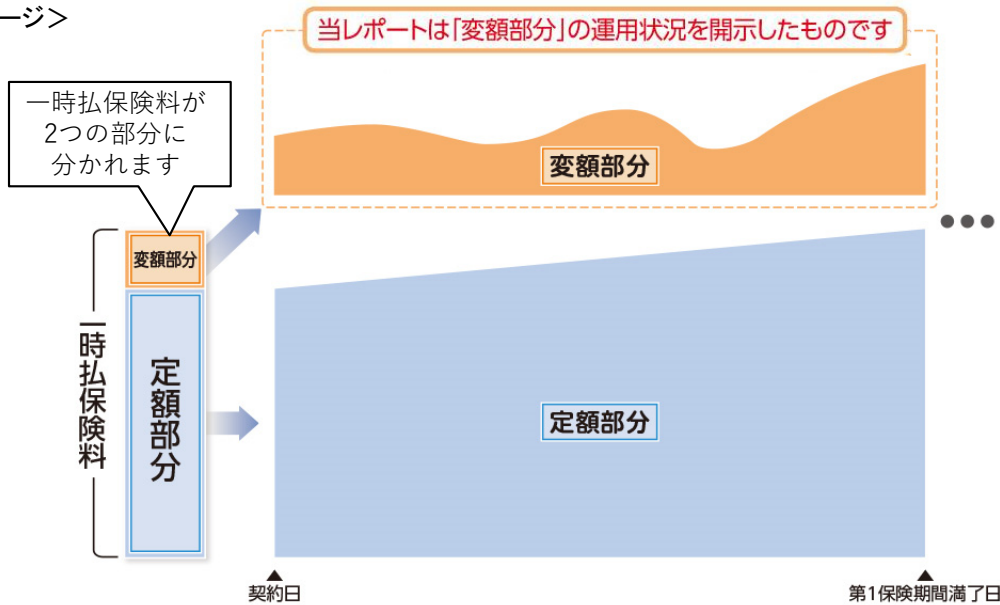 ージ＞
当レポートは「変額部分」の運用状況を開示したものです
一時払保険料が
2つの部分に
分かれます
変額部分
変額部分
一時払保険料
定額部分
定額部分
契約日
第1保険期間満了日